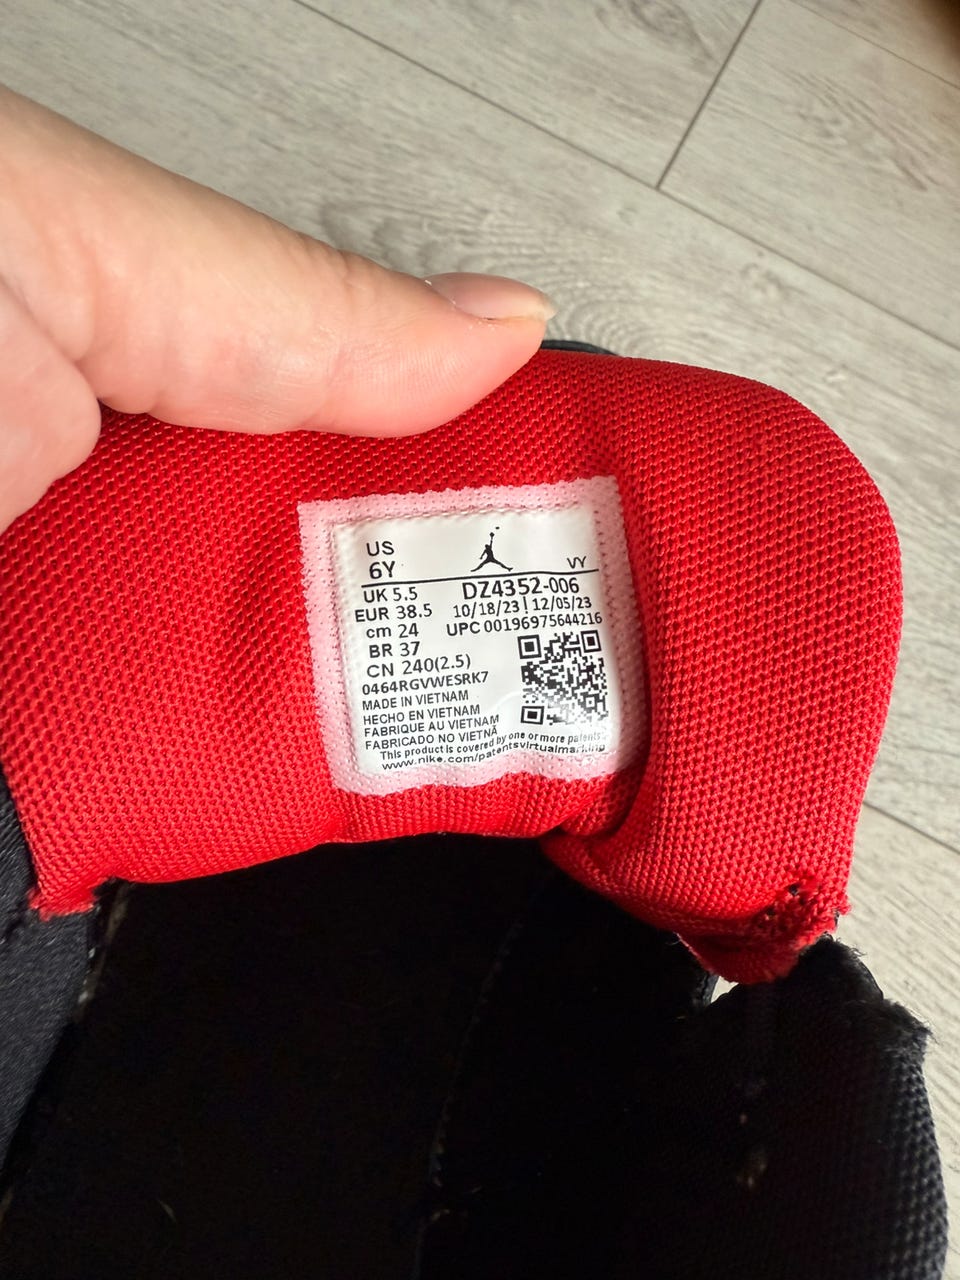 US
6Y
VY
UK 5.5
DZ4352-006
EUR 38.5
10/18/23 | 12/05/23
cm 24
UPC 00196975644216
BR 37
CN 240(2.5)
0464RGVWESRK7
MADE IN VIETNAM
HECHO EN VIETNAM
FABRIQUE AU VIETNAM
FABRICADO NO VIETNÃ
This product is covered by one or more patents.
www.nike.com/patentsvirtualmarking